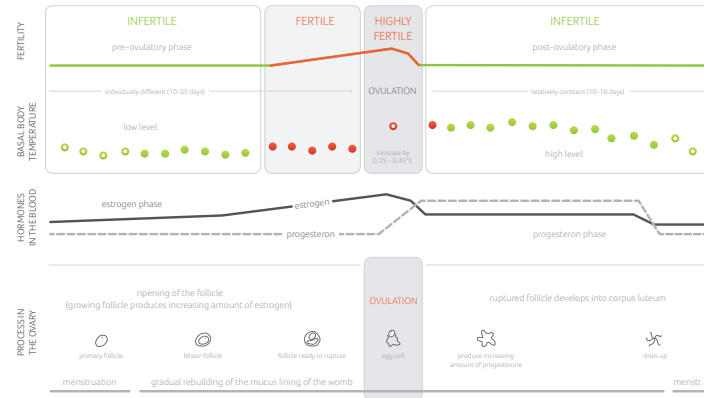 FERTILITY
INFERTILE
FERTILE
HIGHLY
FERTILE
INFERTILE
pre-ovulatory phase
post-ovulatory phase
individually different (10-35 days)
OVULATION
relatively constant (10-16 days)
BASAL BODY
TEMPERATURE
low level
increase by
0.25 - 0.45°C
high level
HORMONES
IN THE BLOOD
estrogen phase
estrogen
progesteron
progesteron phase
PROCESS IN
THE OVARY
ripening of the follicle
(growing follicle produces increasing amount of estrogen)
OVULATION
ruptured follicle develops into corpus luteum
primary follicle
blister follicle
follicle ready to rupture
egg cell
produce increasing
amount of progesterone
dries up
menstruation
gradual rebuilding of the mucus lining of the womb
menstr.